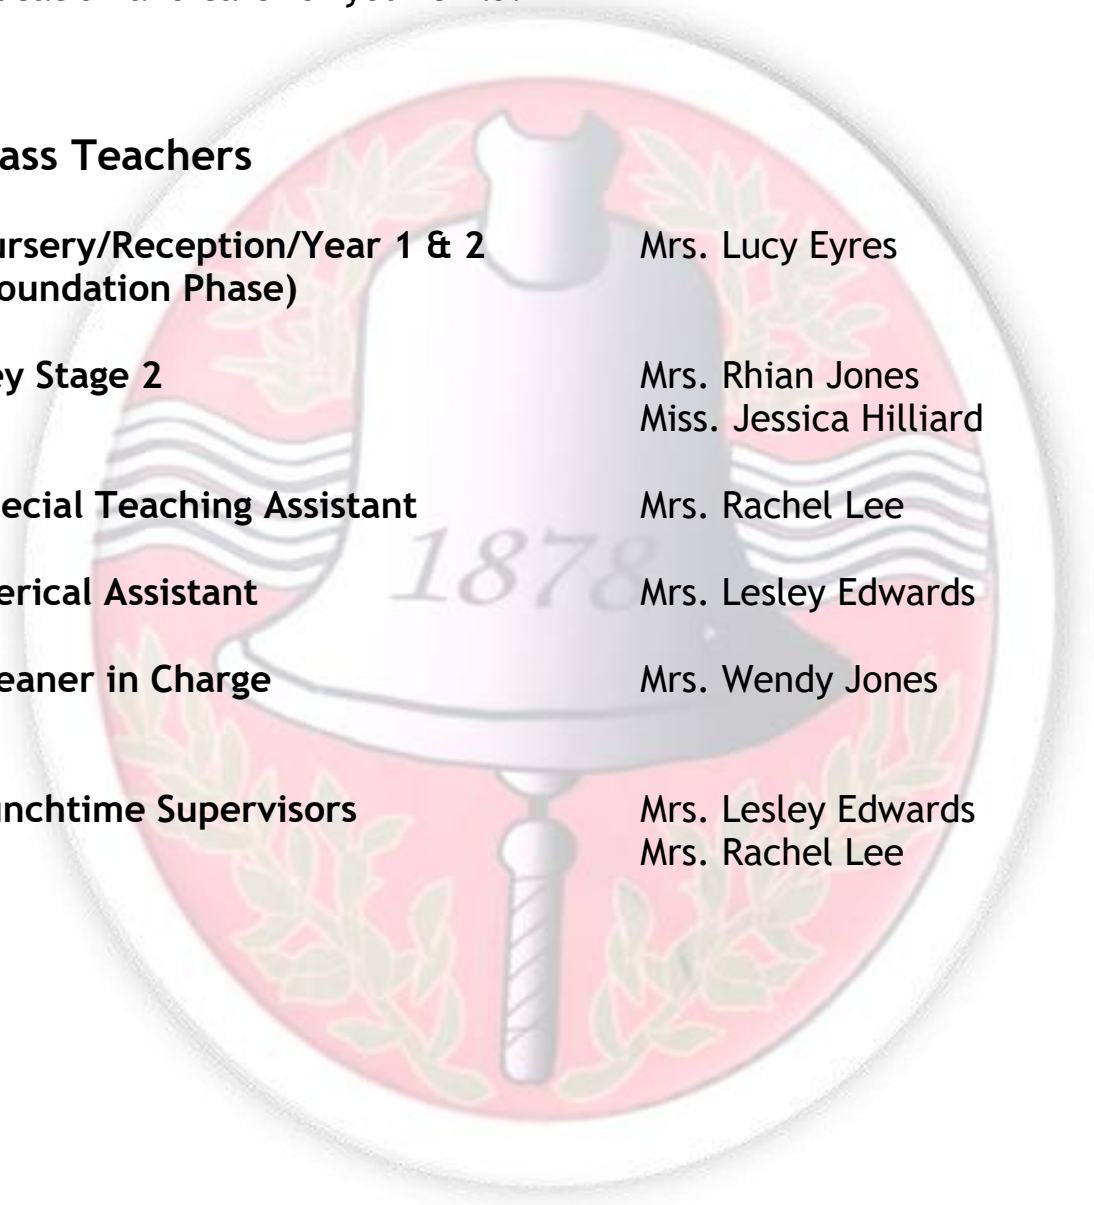 ass Teachers
ursery/Reception/Year 1 & 2 Mrs. Lucy Eyres
oundation Phase)
ey Stage 2 Mrs. Rhian Jones
Miss. Jessica Hilliard
ecial Teaching Assistant Mrs. Rachel Lee
1878
erical Assistant Mrs. Lesley Edwards
eaner in Charge Mrs. Wendy Jones
nchtime Supervisors Mrs. Lesley Edwards
Mrs. Rachel Lee